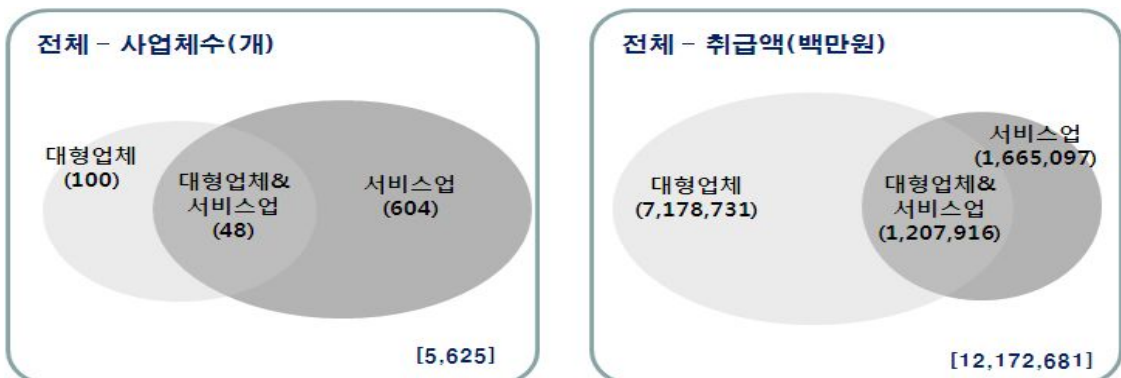 전체 – 사업체수(개)
대형업체
(100)
대형업체&
서비스업
(48)
서비스업
(604)
[5,625]
전체 – 취급액(백만원)
대형업체
(7,178,731)
대형업체&
서비스업
(1,207,916)
서비스업
(1,665,097)
[12,172,681]